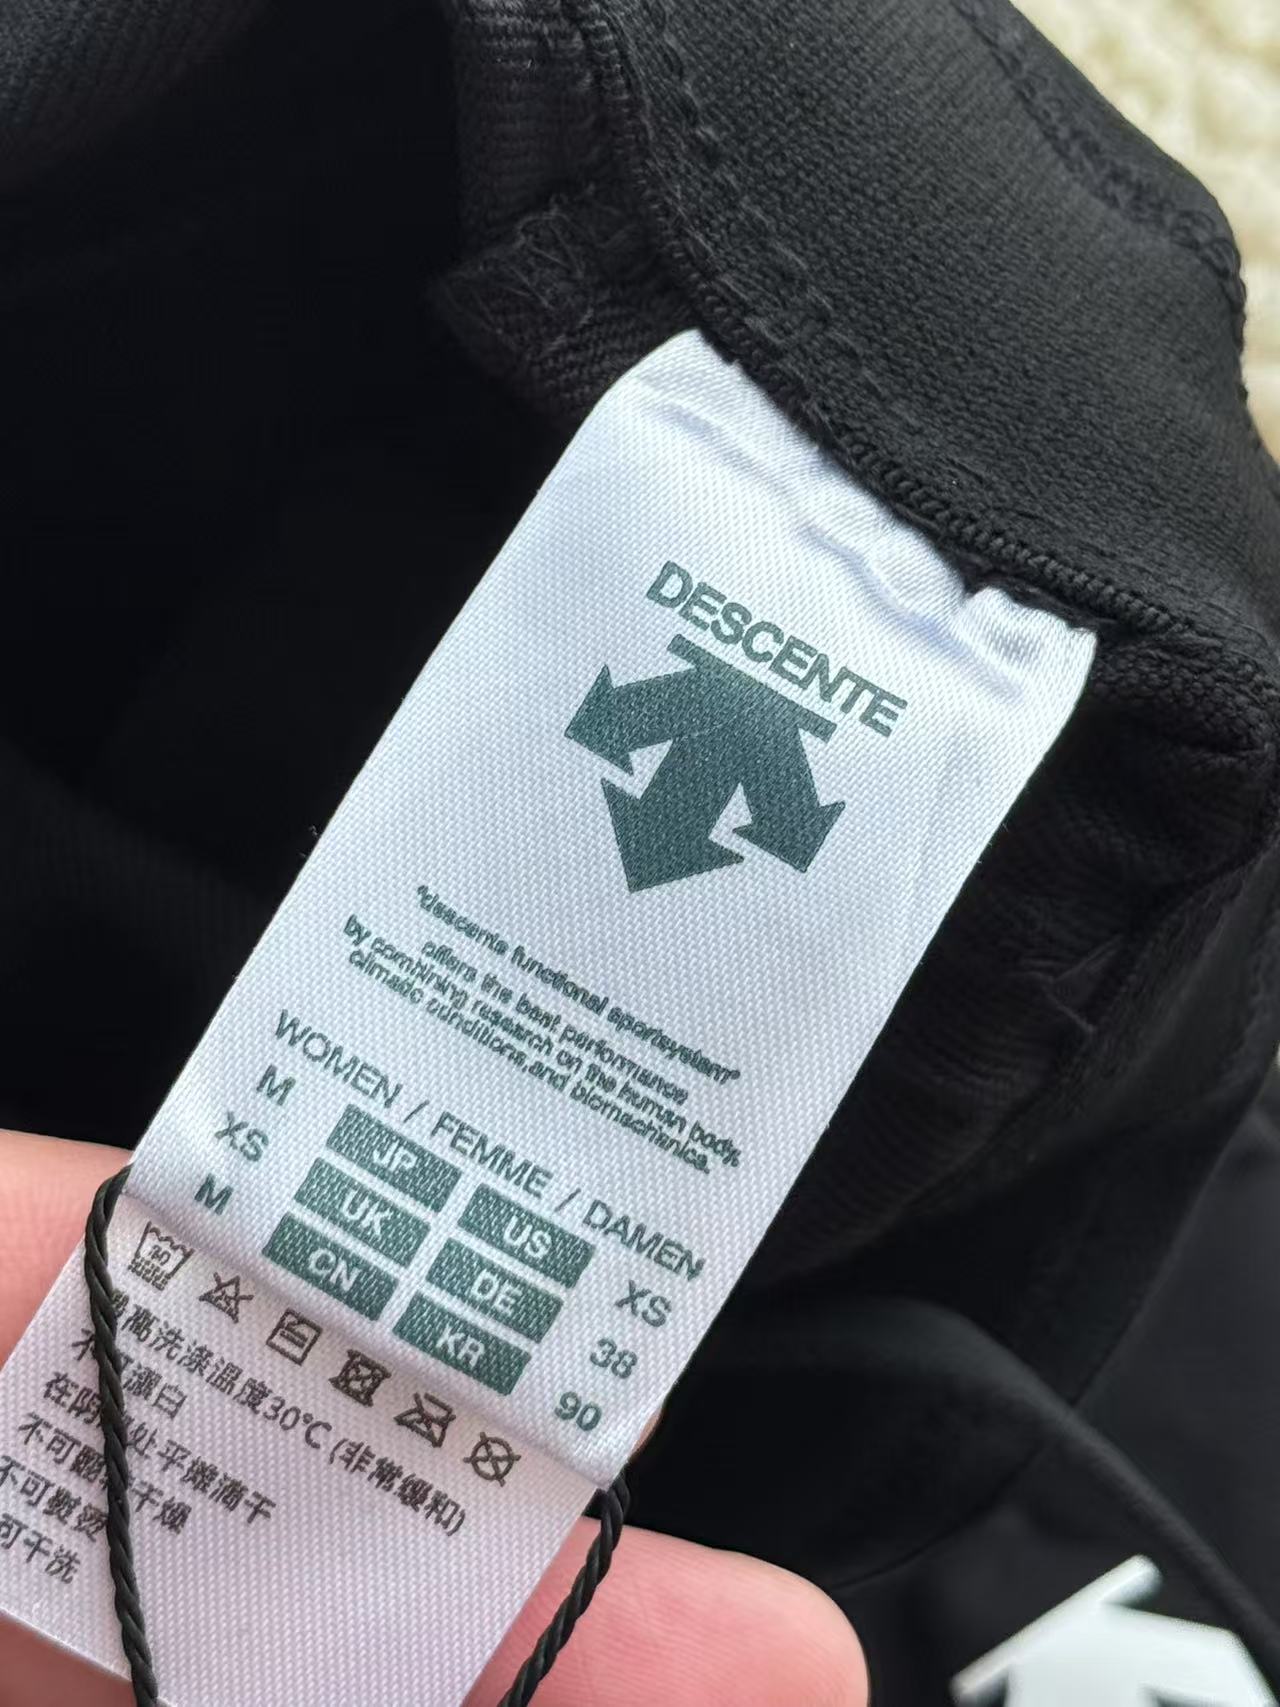 DESCENTE
"descente functional sportsystem"
offers the best performance
by combining research on the human body,
climatic conditions,and biomechanics.
WOMEN / FEMME / DAMEN
M JP US XS
XS UK DE 38
M CN KR 90
30
最高洗涤温度30℃(非常缓和)
不可漂白
在阴凉处平摊滴干
不可翻转干燥
不可熨烫
可干洗